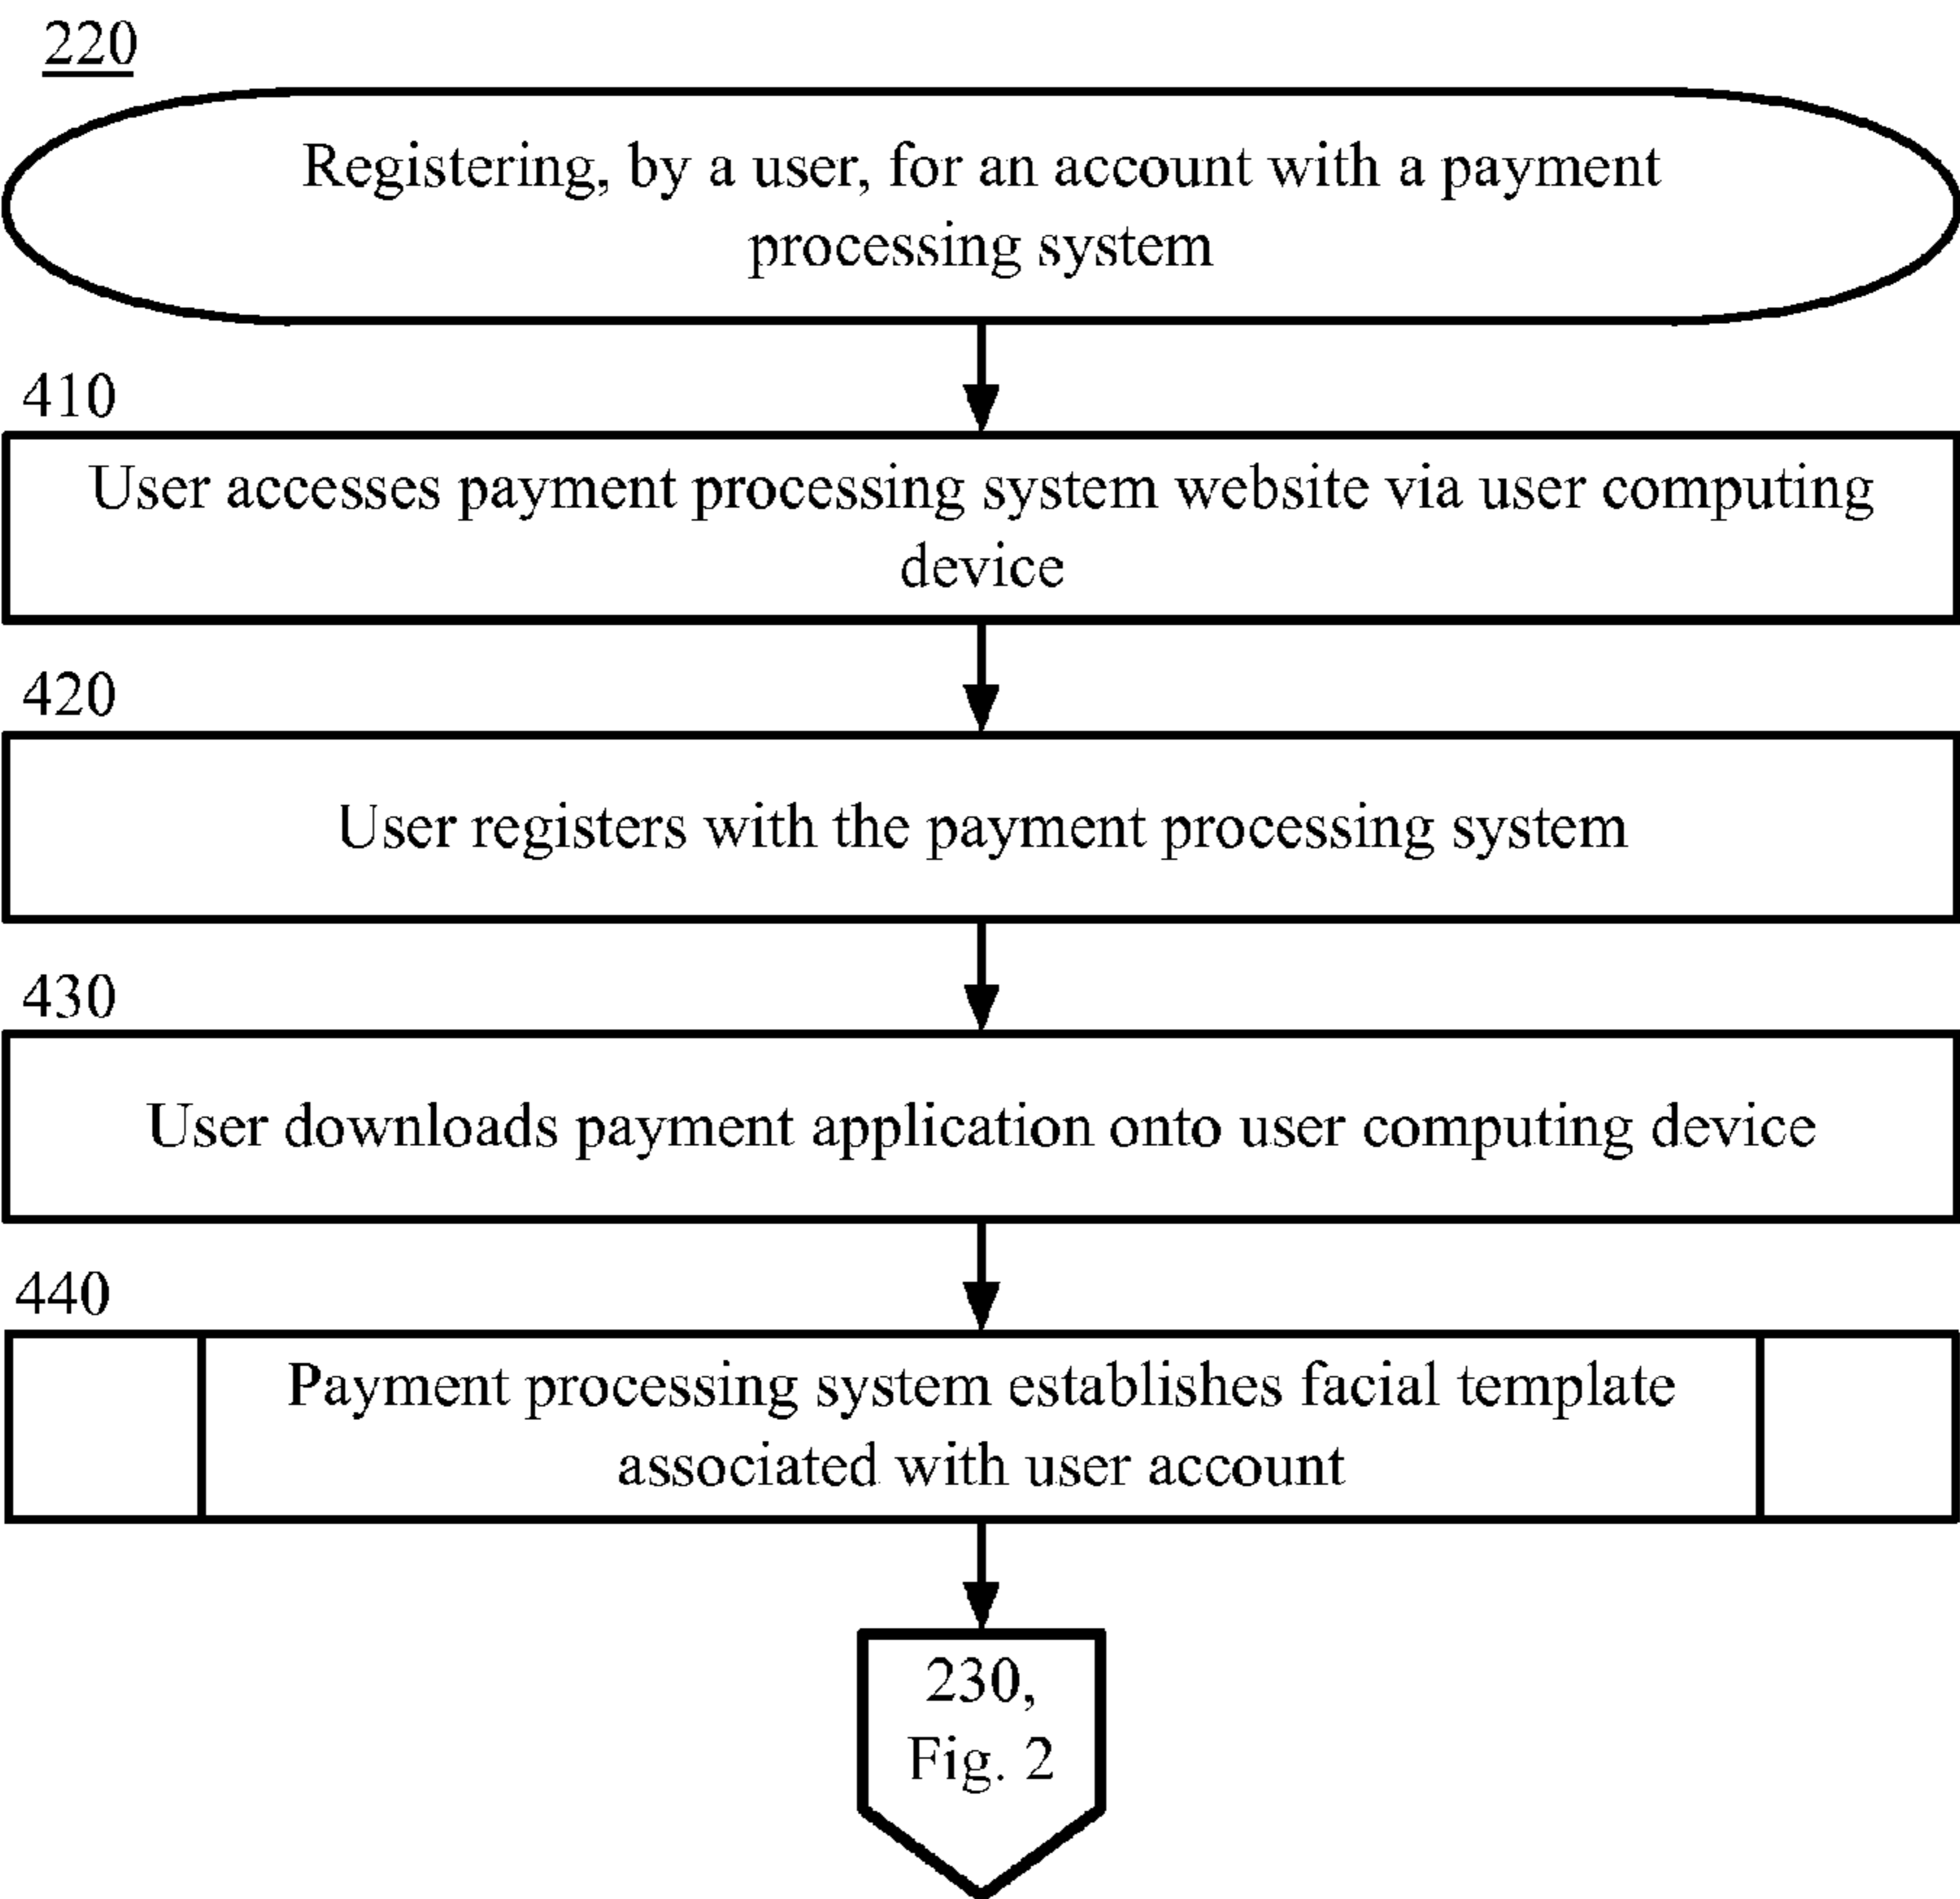 220
Registering, by a user, for an account with a payment
processing system
410
User accesses payment processing system website via user computing
device
420
User registers with the payment processing system
430
User downloads payment application onto user computing device
440
Payment processing system establishes facial template
associated with user account
230,
Fig. 2